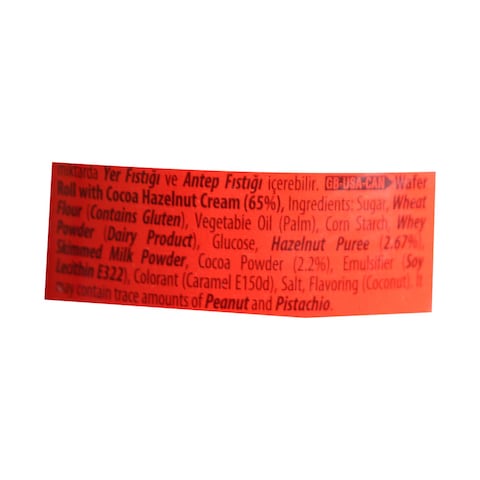 miktarda Yer Fıstığı ve Antep Fıstığı içerebilir. GB-USA-CAN Wafer
Roll with Cocoa Hazelnut Cream (65%), Ingredients: Sugar, Wheat
Flour (Contains Gluten), Vegetable Oil (Palm), Corn Starch, Whey
Powder (Dairy Product), Glucose, Hazelnut Puree (2.67%),
Skimmed Milk Powder, Cocoa Powder (2.2%), Emulsifier (Soy
Lecithin E322), Colorant (Caramel E150d), Salt, Flavoring (Coconut). It
may contain trace amounts of Peanut and Pistachio.